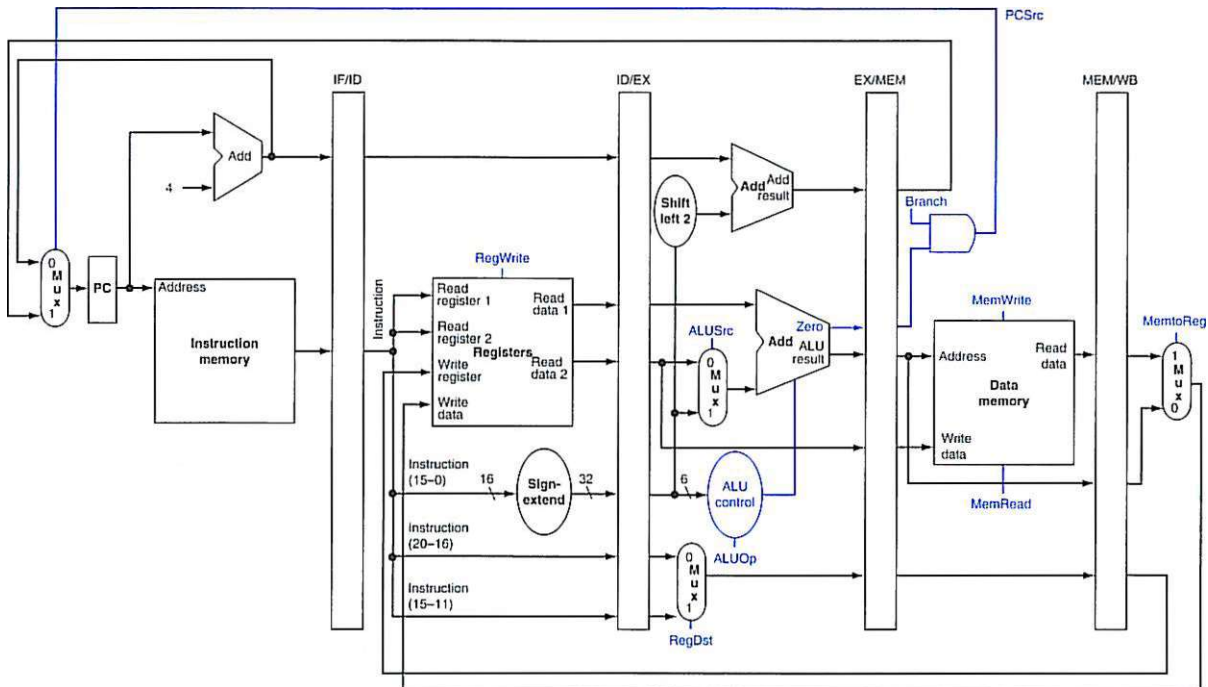 PCSrc
IF/ID
ID/EX
EX/MEM
MEM/WB
Add
4
Shift
left 2
Add
Add
result
Branch
0
M
u
x
1
PC
Address
Instruction
memory
Instruction
RegWrite
Read
register 1
Read
register 2
Write
register
Write
data
Registers
Read
data 1
Read
data 2
ALUSrc
0
M
u
x
1
Zero
Add
ALU
result
MemWrite
Address
Read
data
Data
memory
Write
data
MemRead
MemtoReg
1
M
u
x
0
Instruction
(15–0)
16
Sign-
extend
32
6
ALU
control
ALUOp
Instruction
(20–16)
Instruction
(15–11)
0
M
u
x
1
RegDst